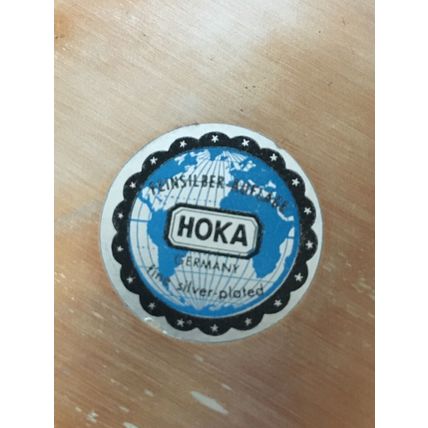 FEINSILBER-AUFLAGE
HOKA
GERMANY
fine silver-plated